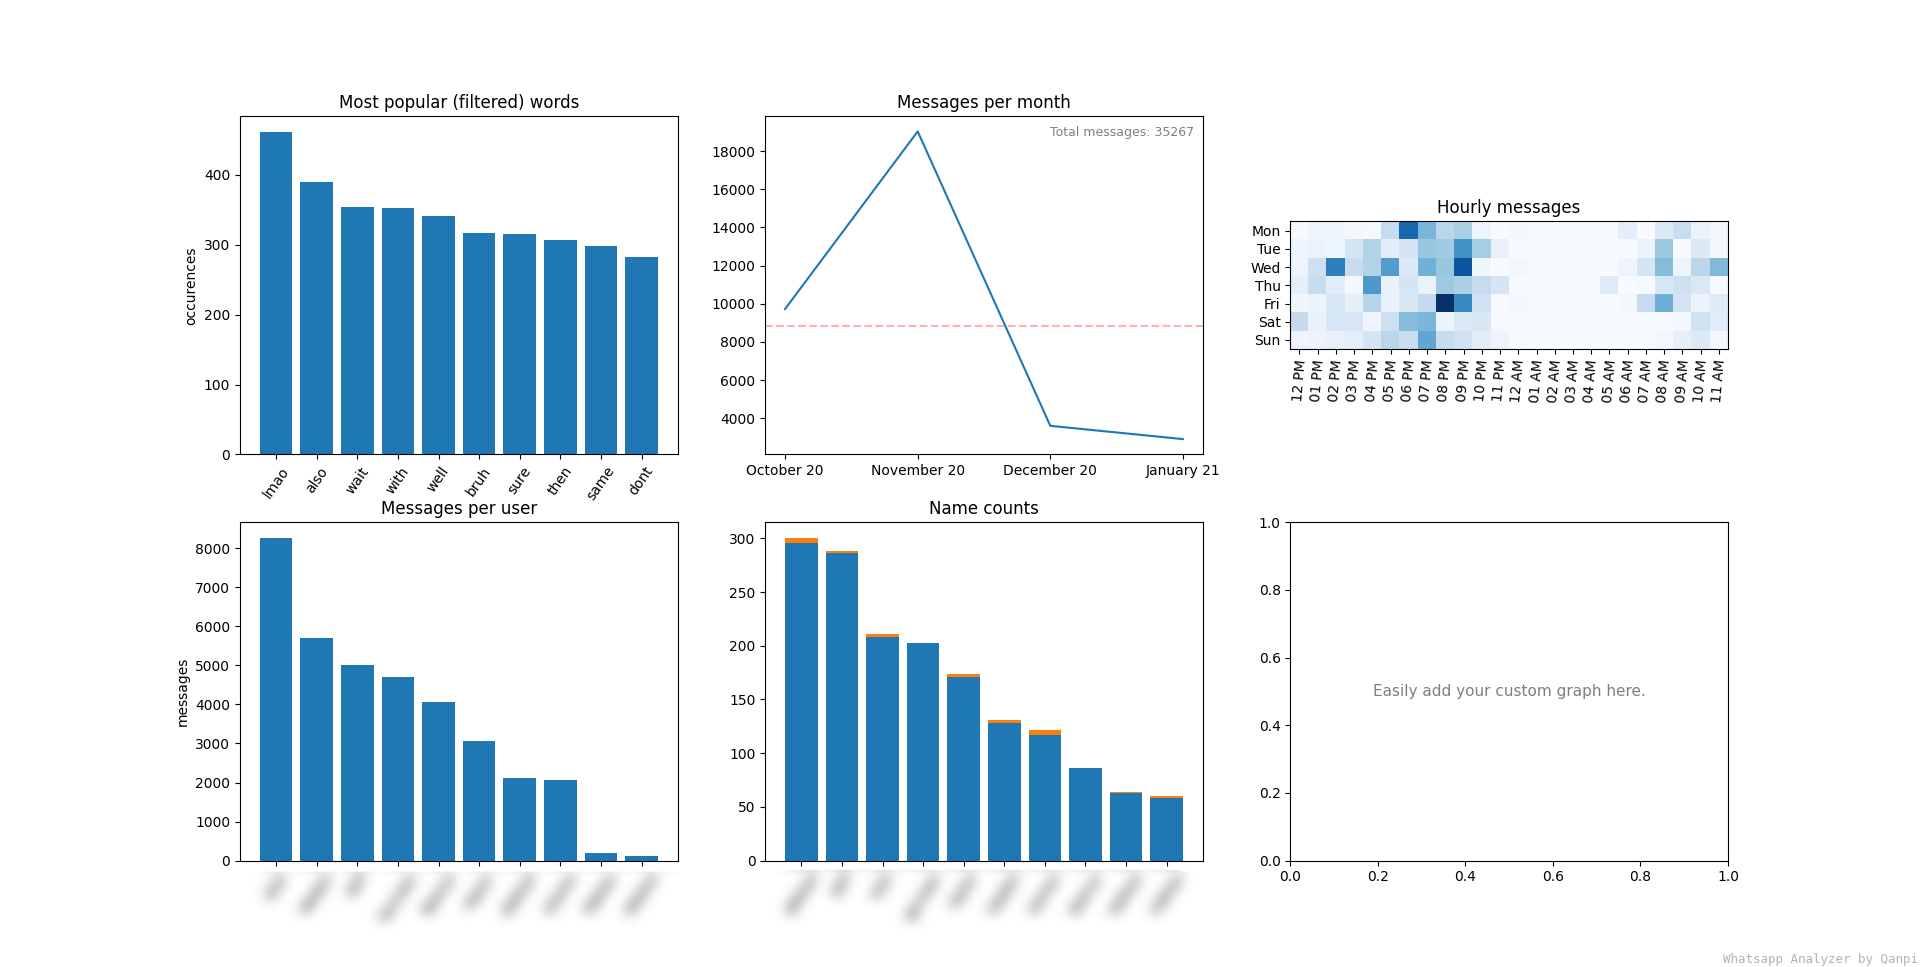 Most popular (filtered) words
occurences
400
300
200
100
0
lmao
also
wait
with
well
bruh
sure
then
same
dont
Messages per month
Total messages: 35267
18000
16000
14000
12000
10000
8000
6000
4000
October 20
November 20
December 20
January 21
Hourly messages
Mon
Tue
Wed
Thu
Fri
Sat
Sun
12 PM
01 PM
02 PM
03 PM
04 PM
05 PM
06 PM
07 PM
08 PM
09 PM
10 PM
11 PM
12 AM
01 AM
02 AM
03 AM
04 AM
05 AM
06 AM
07 AM
08 AM
09 AM
10 AM
11 AM
Messages per user
messages
8000
7000
6000
5000
4000
3000
2000
1000
0
Name counts
300
250
200
150
100
50
0
1.0
0.8
0.6
0.4
0.2
0.0
Easily add your custom graph here.
0.0
0.2
0.4
0.6
0.8
1.0
Whatsapp Analyzer by Qanpi